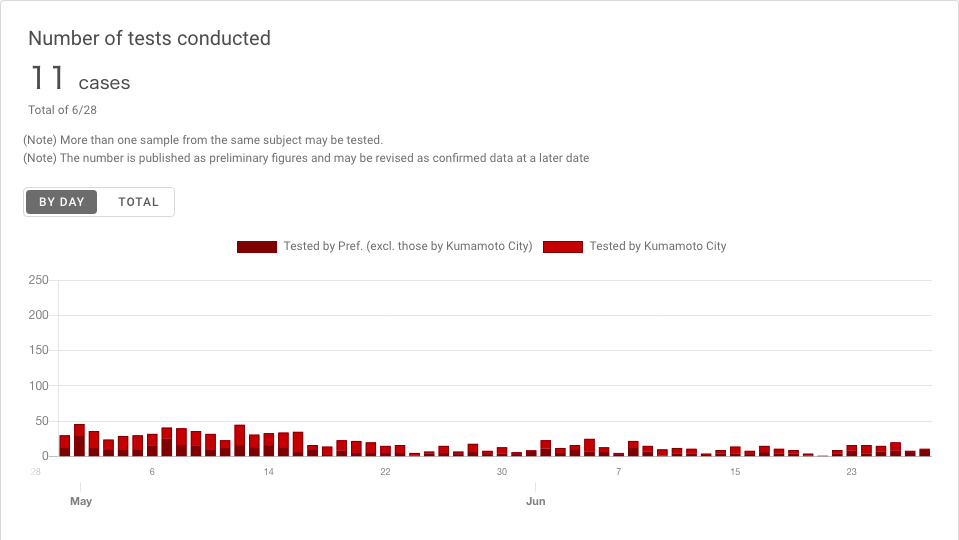 Number of tests conducted
11 cases
Total of 6/28
(Note) More than one sample from the same subject may be tested.
(Note) The number is published as preliminary figures and may be revised as confirmed data at a later date
BY DAY TOTAL
Tested by Pref. (excl. those by Kumamoto City) Tested by Kumamoto City
250
200
150
100
50
0
28 6 14 22 30 7 15 23
May Jun